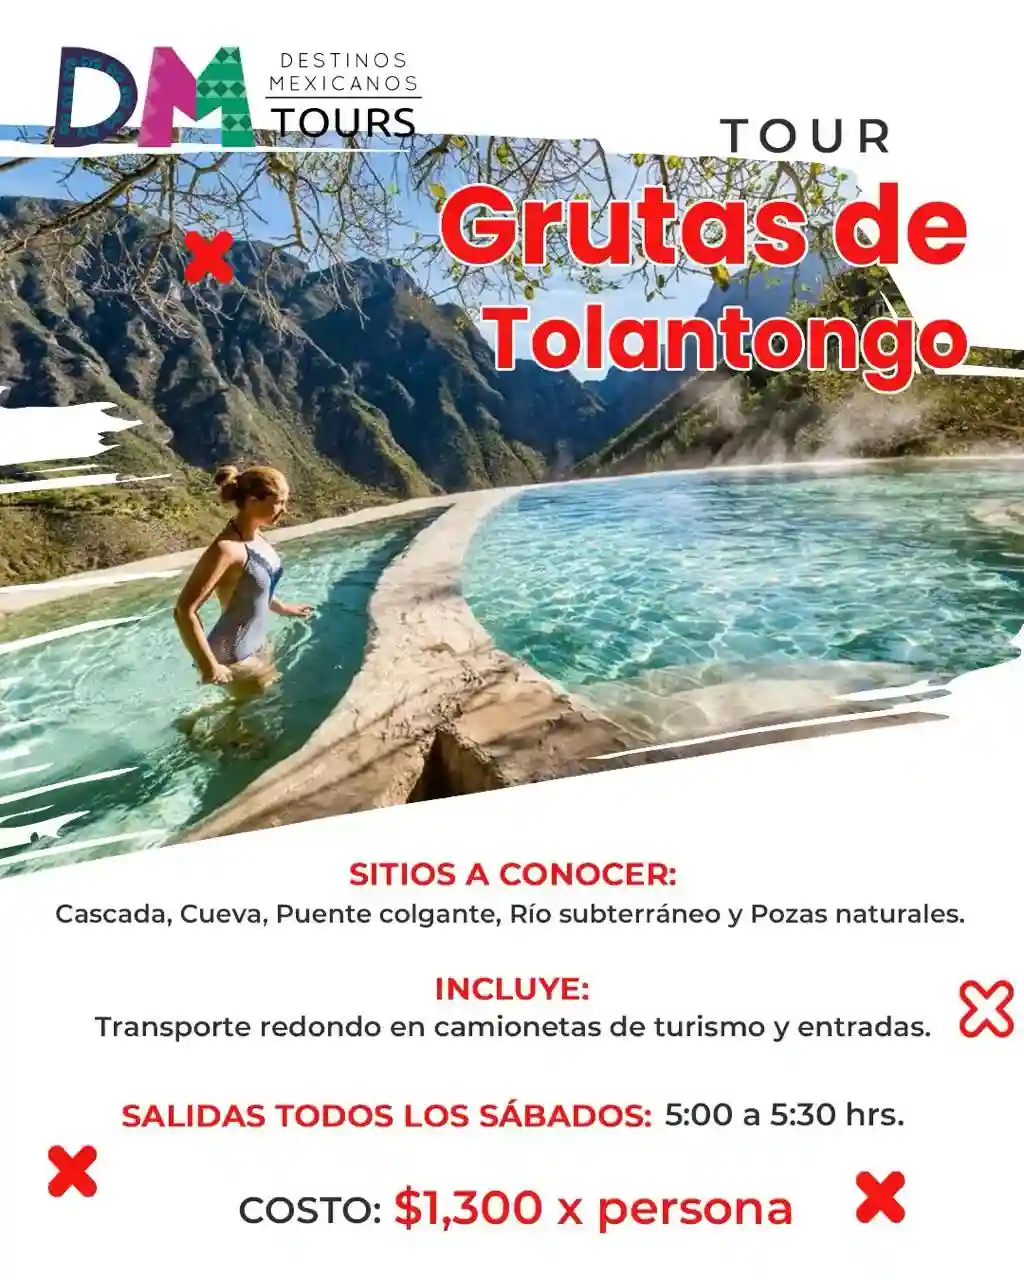 DM
DESTINOS
MEXICANOS
TOURS
TOUR
Grutas de
Tolantongo
SITIOS A CONOCER:
Cascada, Cueva, Puente colgante, Río subterráneo y Pozas naturales.
INCLUYE:
Transporte redondo en camionetas de turismo y entradas.
SALIDAS TODOS LOS SÁBADOS: 5:00 a 5:30 hrs.
COSTO: $1,300 x persona